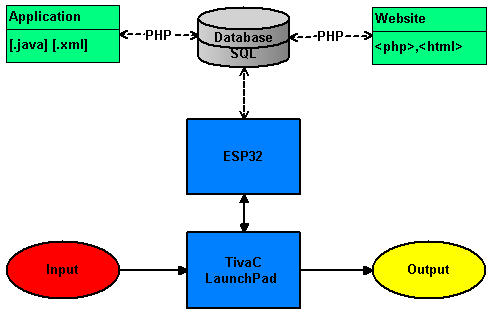 Application
[.java] [.xml]
PHP
Database
SQL
PHP
Website
<php>,<html>
ESP32
Input
TivaC
LaunchPad
Output